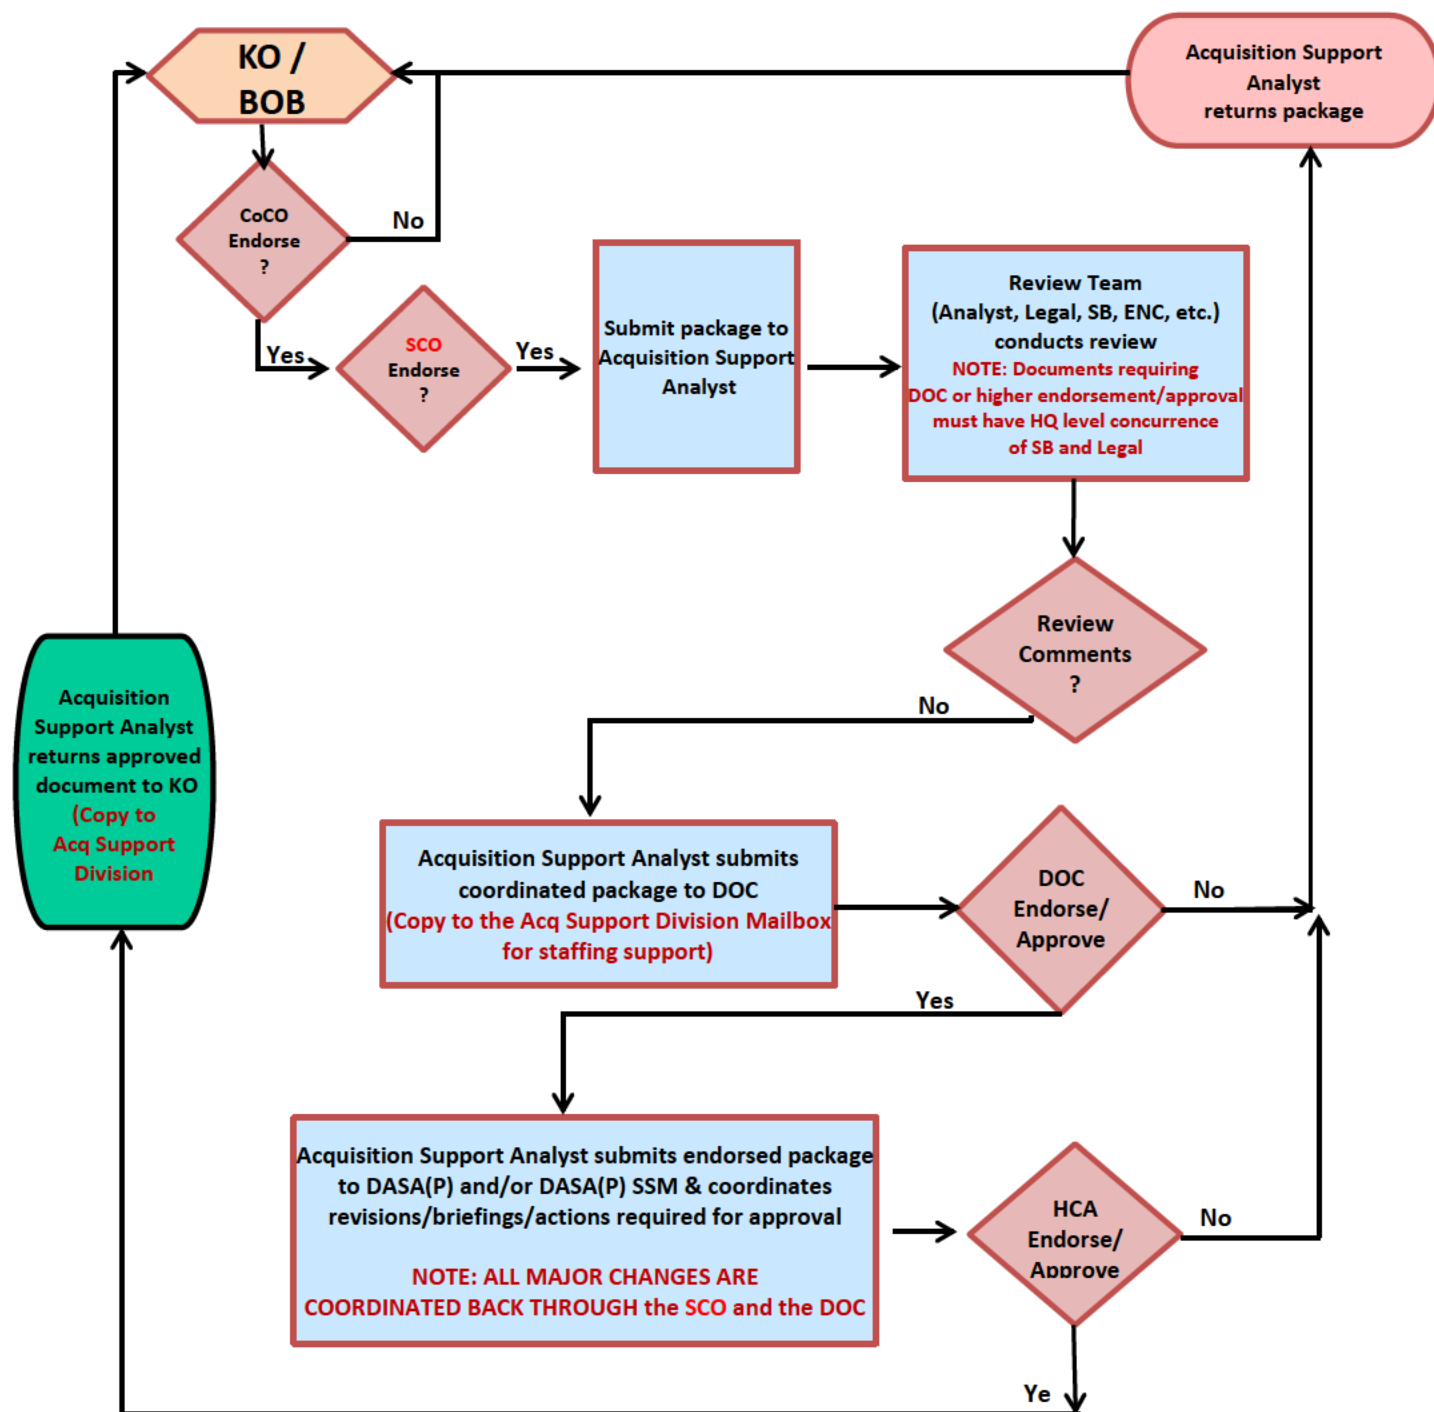 KO /
BOB
Acquisition Support
Analyst
returns package
CoCO
Endorse
?
No
Yes
SCO
Endorse
?
Yes
Submit package to
Acquisition Support
Analyst
Review Team
(Analyst, Legal, SB, ENC, etc.)
conducts review
NOTE: Documents requiring
DOC or higher endorsement/approval
must have HQ level concurrence
of SB and Legal
Review
Comments
?
No
Acquisition
Support Analyst
returns approved
document to KO
(Copy to
Acq Support
Division
Acquisition Support Analyst submits
coordinated package to DOC
(Copy to the Acq Support Division Mailbox
for staffing support)
DOC
Endorse/
Approve
No
Yes
Acquisition Support Analyst submits endorsed package
to DASA(P) and/or DASA(P) SSM & coordinates
revisions/briefings/actions required for approval
NOTE: ALL MAJOR CHANGES ARE
COORDINATED BACK THROUGH the SCO and the DOC
HCA
Endorse/
Approve
No
Ye